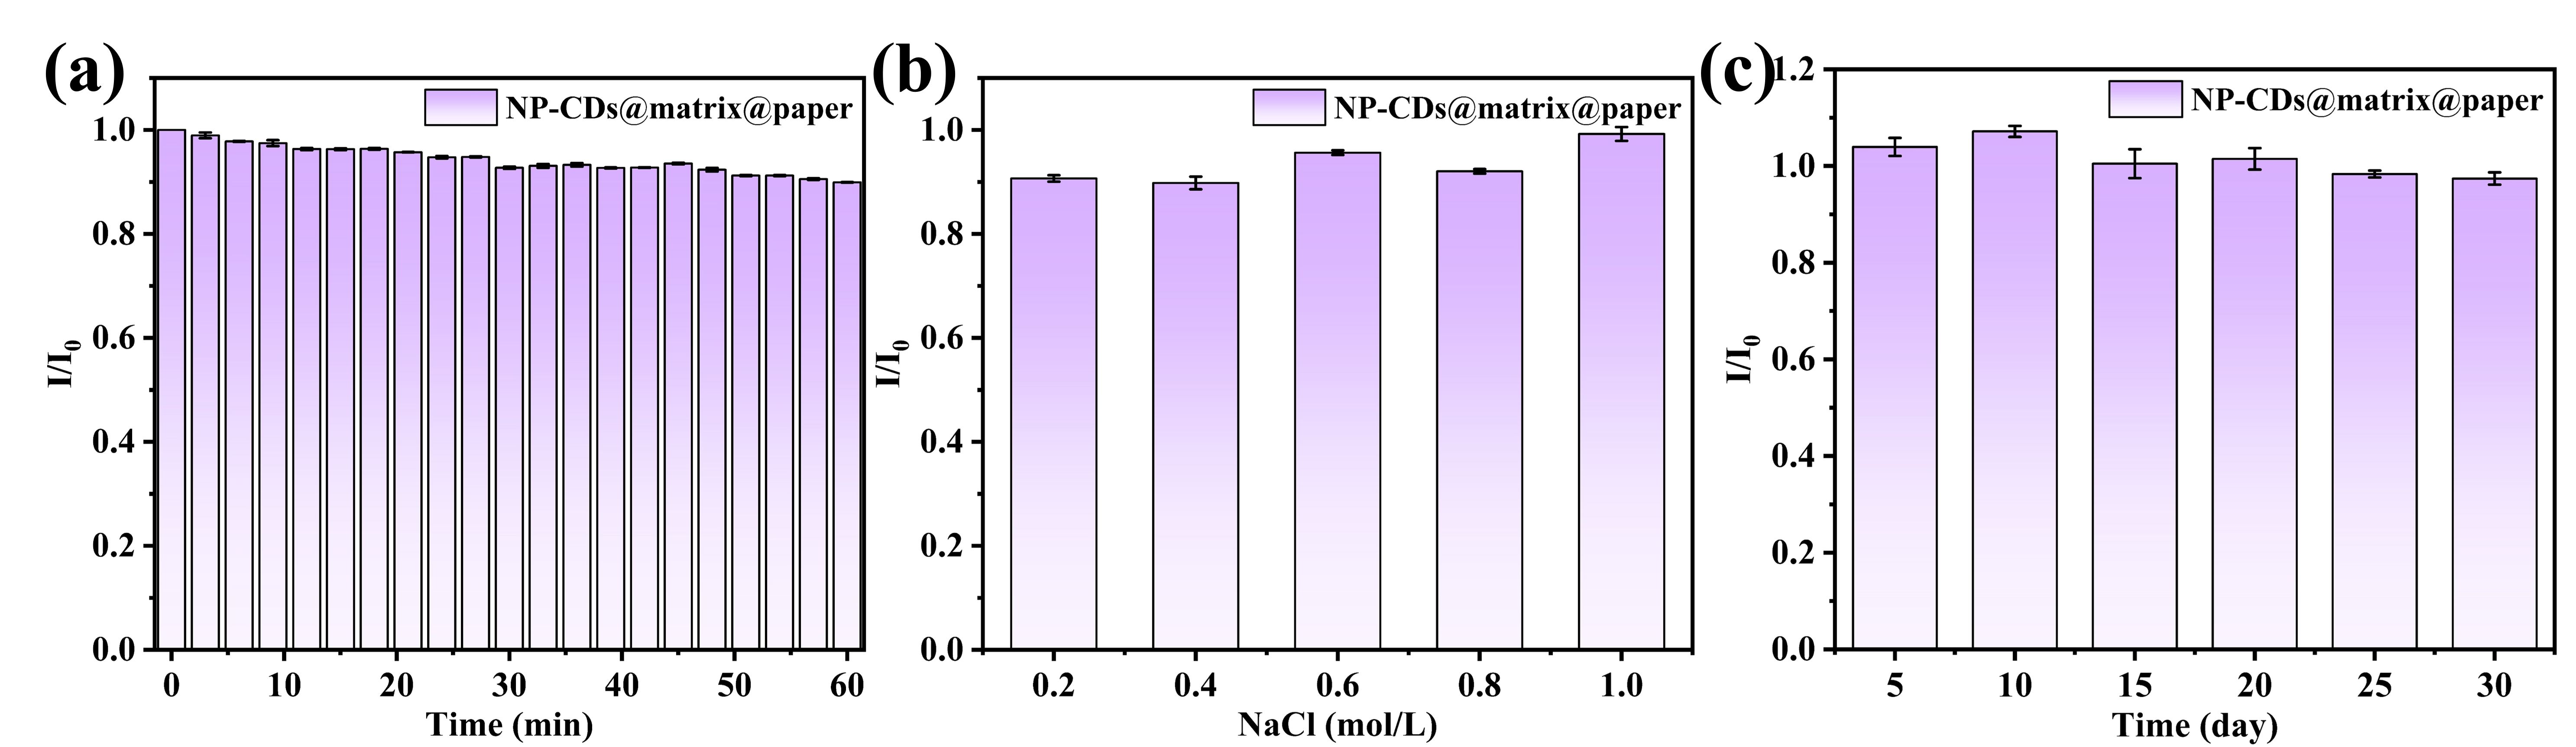 (a)
NP-CDs@matrix@paper
1.0
0.8
0.6
0.4
0.2
0.0
I/I0
0 10 20 30 40 50 60
Time (min)
(b)
NP-CDs@matrix@paper
1.0
0.8
0.6
0.4
0.2
0.0
I/I0
0.2 0.4 0.6 0.8 1.0
NaCl (mol/L)
(c)
NP-CDs@matrix@paper
1.2
1.0
0.8
0.6
0.4
0.2
0.0
I/I0
5 10 15 20 25 30
Time (day)